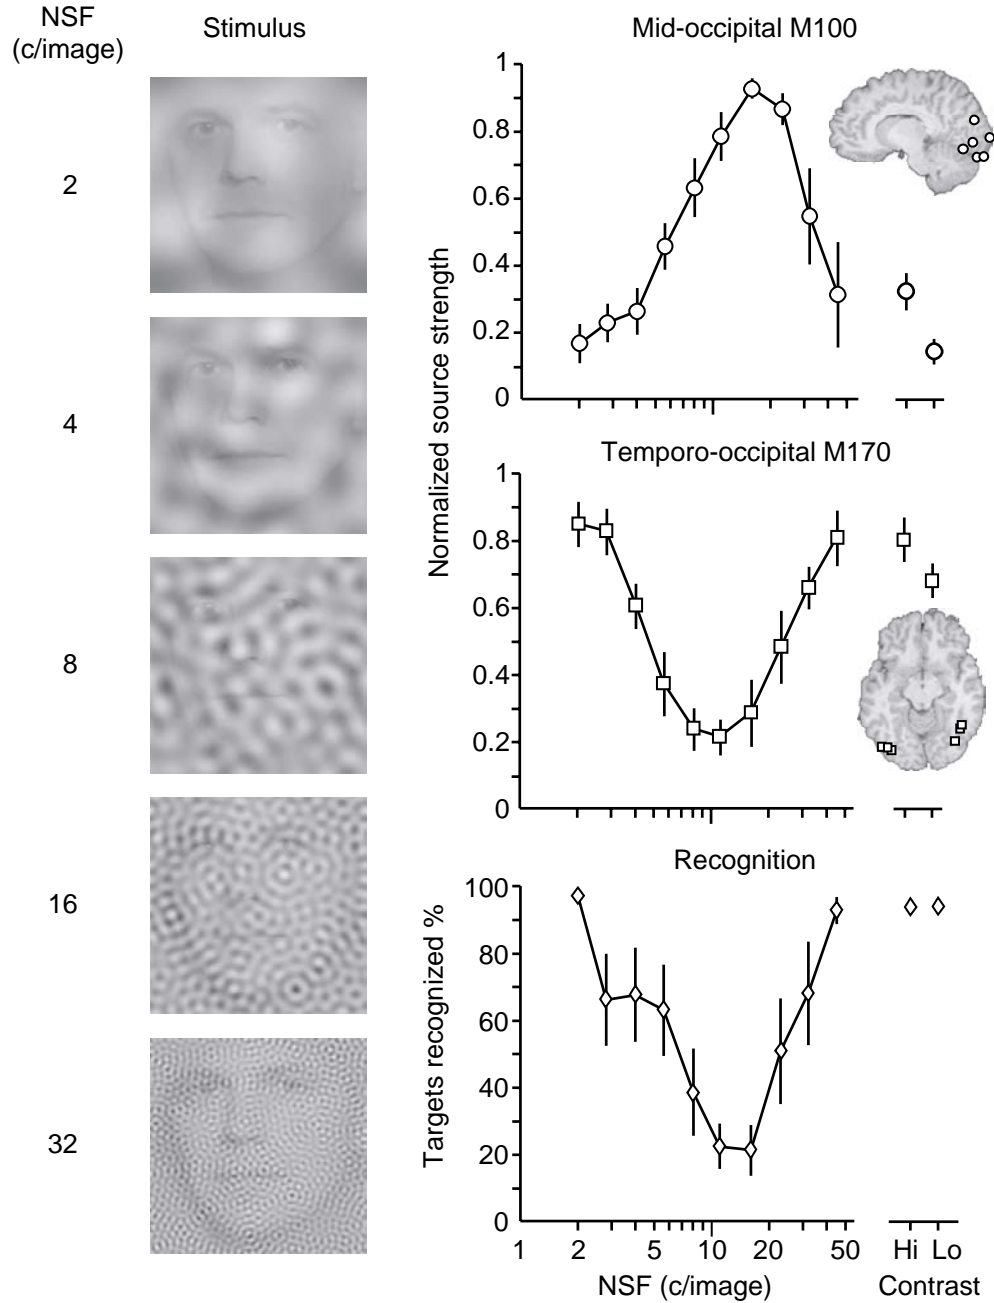 NSF
(c/image)
Stimulus
2
4
8
16
32
Mid-occipital M100
Normalized source strength
1
0.8
0.6
0.4
0.2
0
Temporo-occipital M170
1
0.8
0.6
0.4
0.2
0
Recognition
Targets recognized %
100
80
60
40
20
0
1 2 5 10 20 50
NSF (c/image)
Hi Lo
Contrast